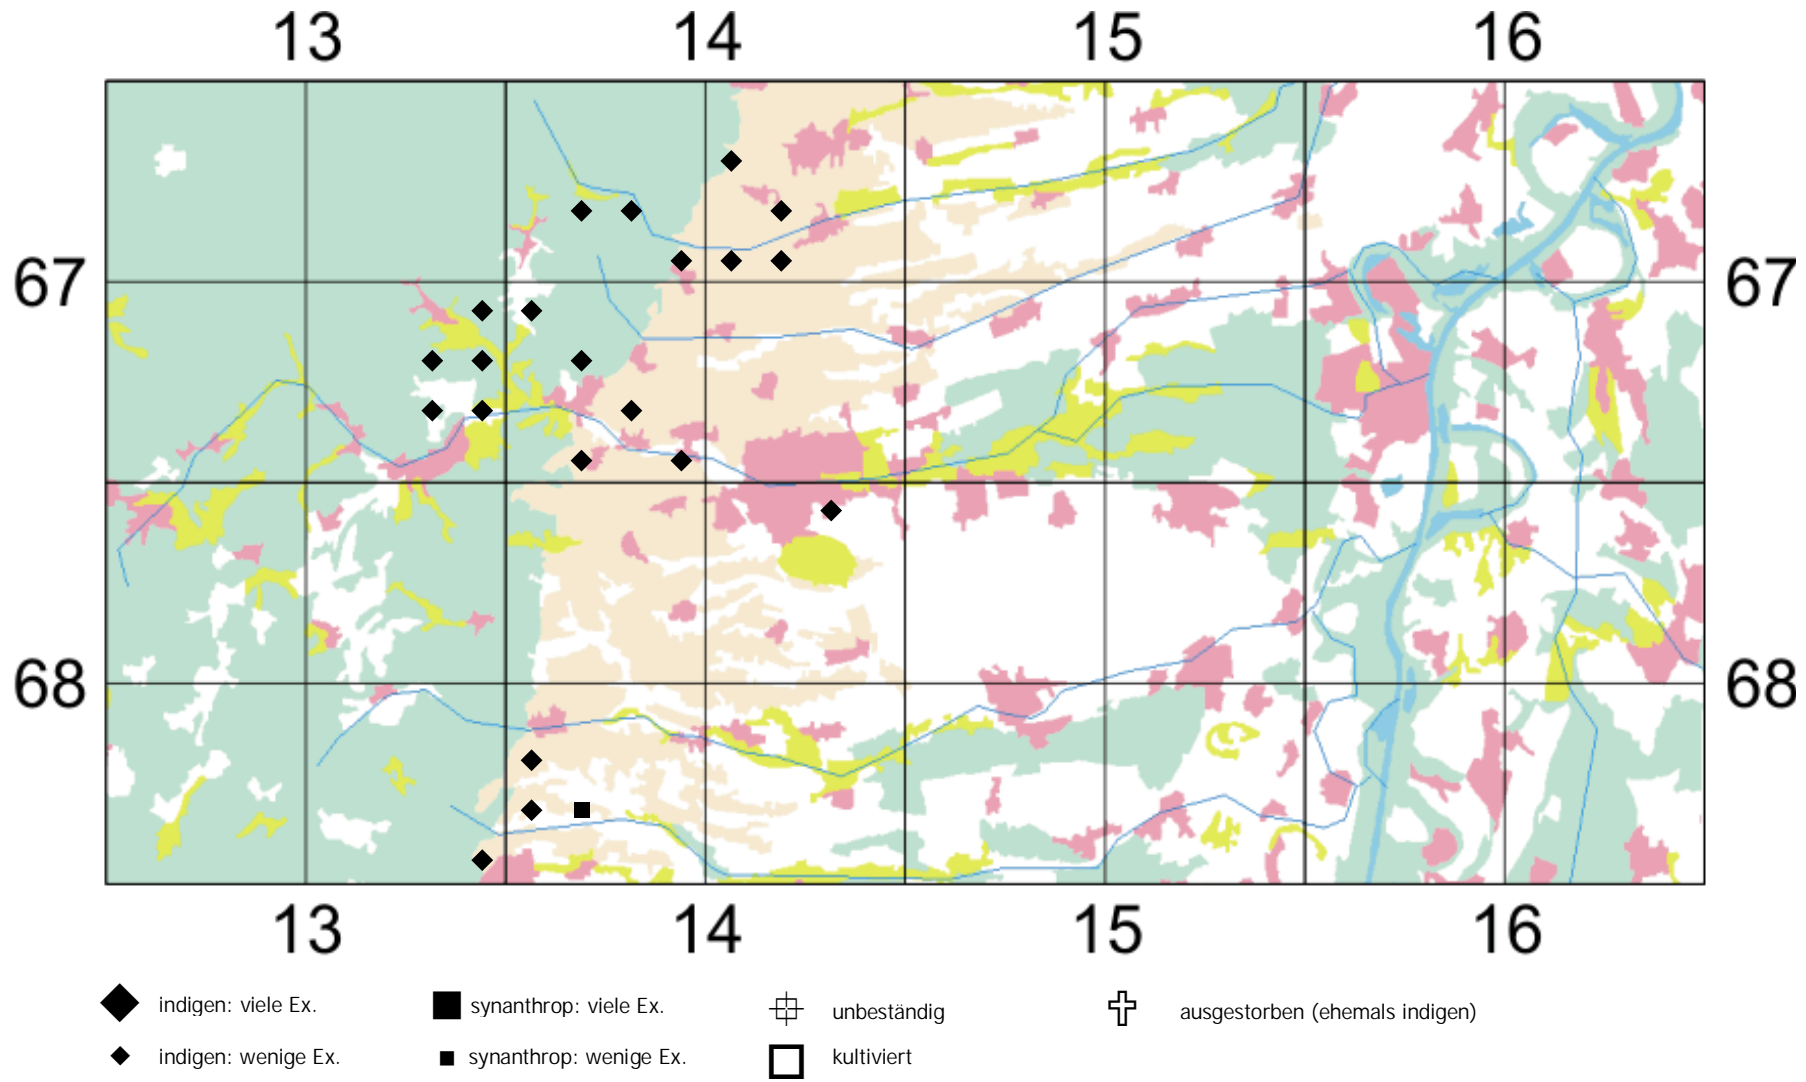 13 14 15 16
67 67
68 68
13 14 15 16
indigen: viele Ex. synanthrop: viele Ex. unbeständig ausgestorben (ehemals indigen)
indigen: wenige Ex. synanthrop: wenige Ex. kultiviert